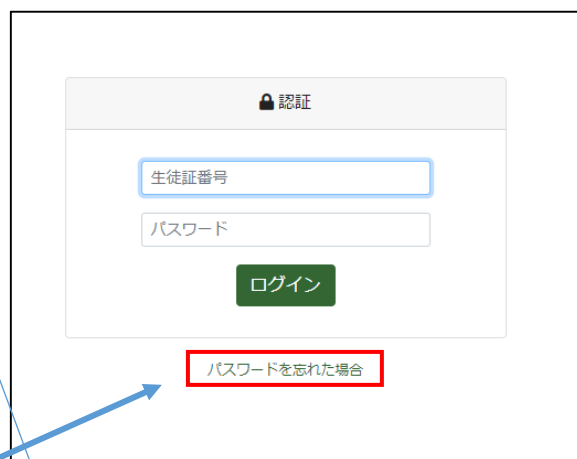 認証
生徒証番号
パスワード
ログイン
パスワードを忘れた場合